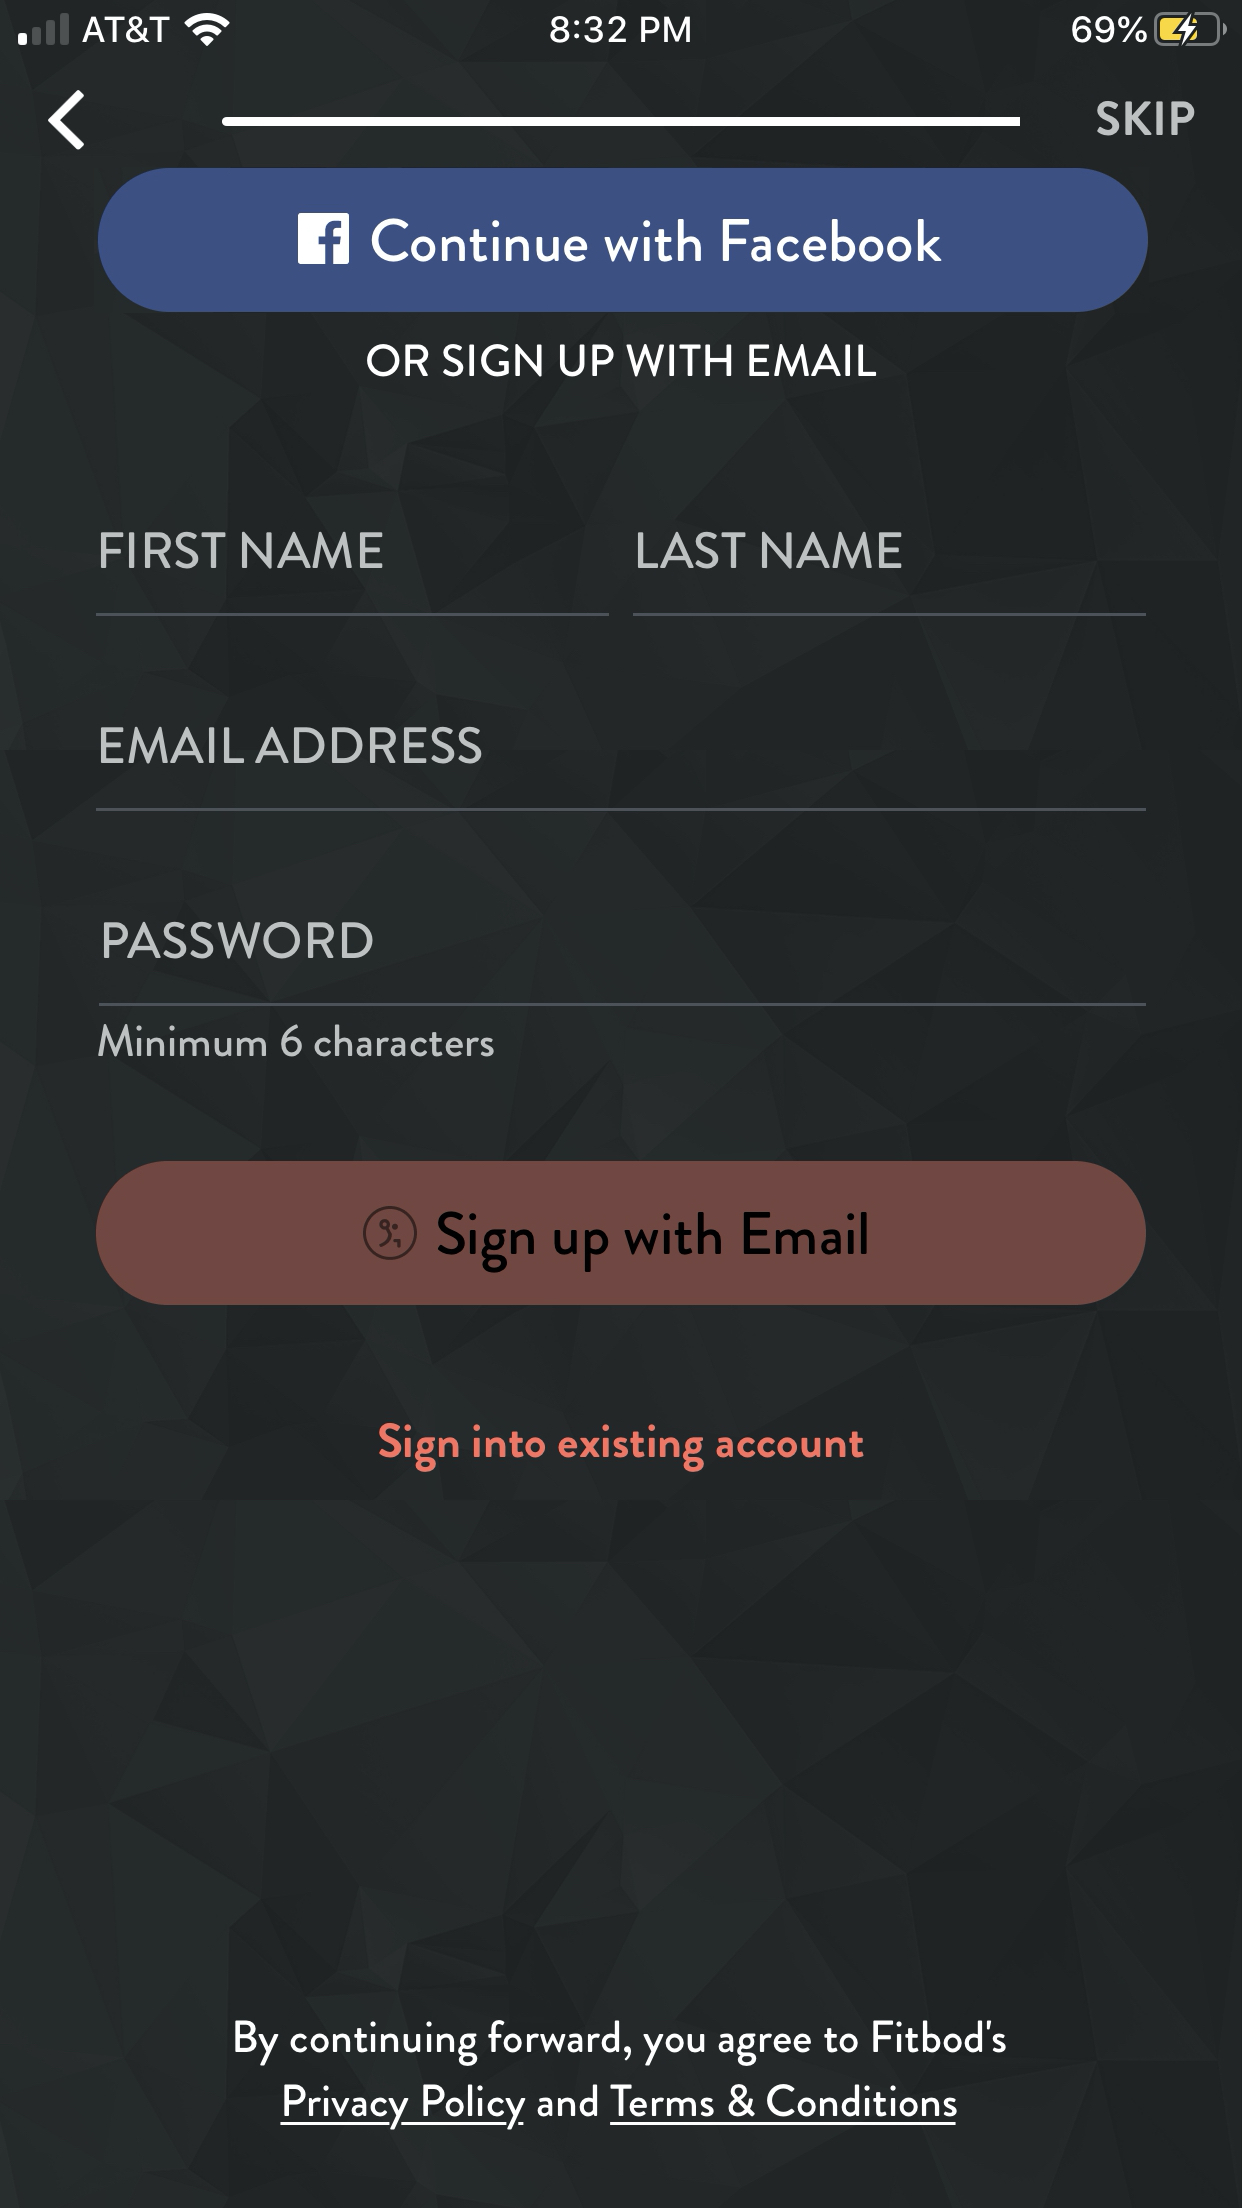 AT&T 8:32 PM 69%
SKIP
Continue with Facebook
OR SIGN UP WITH EMAIL
FIRST NAME LAST NAME
EMAIL ADDRESS
PASSWORD
Minimum 6 characters
Sign up with Email
Sign into existing account
By continuing forward, you agree to Fitbod's
Privacy Policy and Terms & Conditions